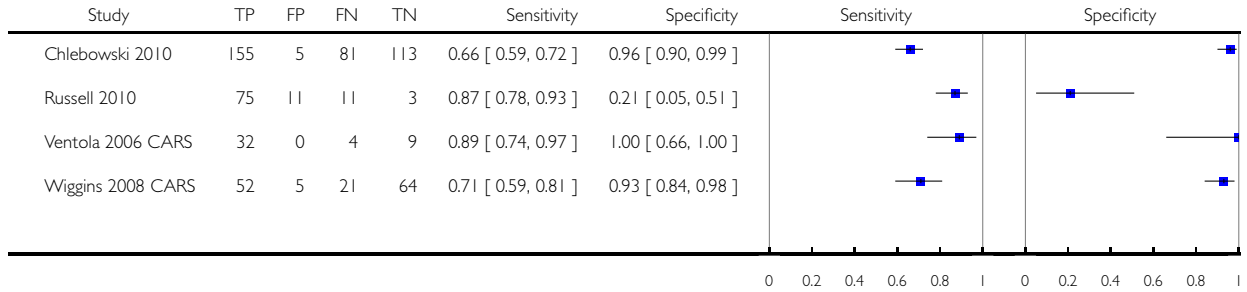 Study TP FP FN TN Sensitivity Specificity Sensitivity Specificity
Chlebowski 2010 155 5 81 113 0.66 [ 0.59, 0.72 ] 0.96 [ 0.90, 0.99 ]
Russell 2010 75 11 11 3 0.87 [ 0.78, 0.93 ] 0.21 [ 0.05, 0.51 ]
Ventola 2006 CARS 32 0 4 9 0.89 [ 0.74, 0.97 ] 1.00 [ 0.66, 1.00 ]
Wiggins 2008 CARS 52 5 21 64 0.71 [ 0.59, 0.81 ] 0.93 [ 0.84, 0.98 ]
0 0.2 0.4 0.6 0.8 1 0 0.2 0.4 0.6 0.8 1